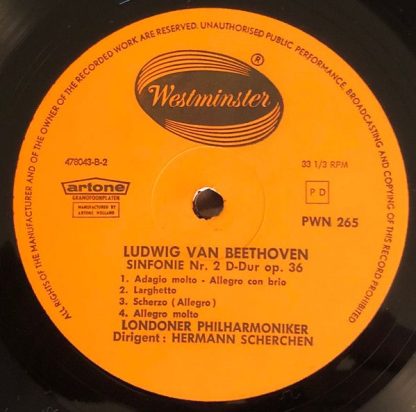 ALL RIGHTS OF THE MANUFACTURER AND OF THE OWNER OF THE RECORDED WORK ARE RESERVED. UNAUTHORISED PUBLIC PERFORMANCE, BROADCASTING AND COPYING OF THIS RECORD PROHIBITED
Westminster ®
478043-B-2
33 1/3 RPM
artone
GRAMOFOONPLATEN
MANUFACTURED BY
ARTONE HOLLAND
P D
PWN 265
LUDWIG VAN BEETHOVEN
SINFONIE Nr. 2 D-Dur op. 36
1. Adagio molto - Allegro con brio
2. Larghetto
3. Scherzo (Allegro)
4. Allegro molto
LONDONER PHILHARMONIKER
Dirigent: HERMANN SCHERCHEN